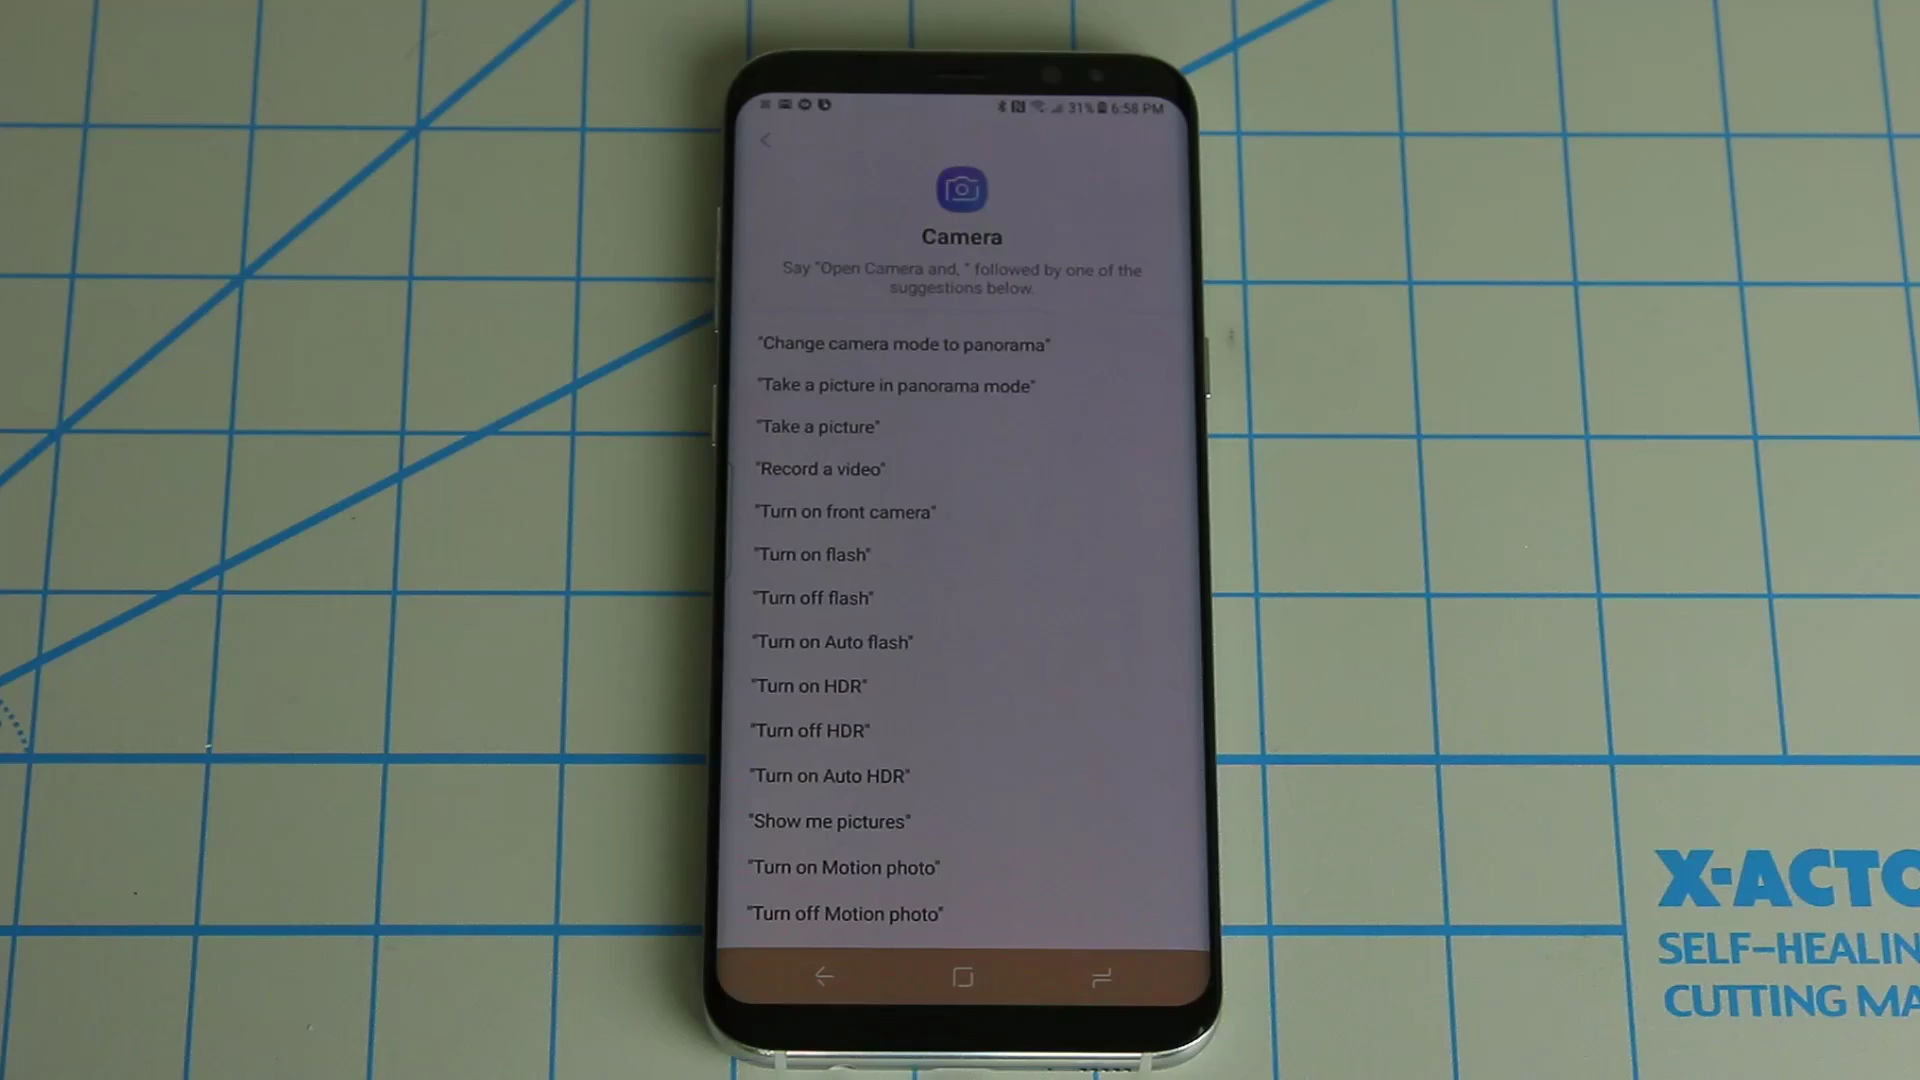 31% 6:58 PM
Camera
Say "Open Camera and, " followed by one of the
suggestions below.
"Change camera mode to panorama"
"Take a picture in panorama mode"
"Take a picture"
"Record a video"
"Turn on front camera"
"Turn on flash"
"Turn off flash"
"Turn on Auto flash"
"Turn on HDR"
"Turn off HDR"
"Turn on Auto HDR"
"Show me pictures"
"Turn on Motion photo"
"Turn off Motion photo"
X-ACTO
SELF-HEALIN
CUTTING MA